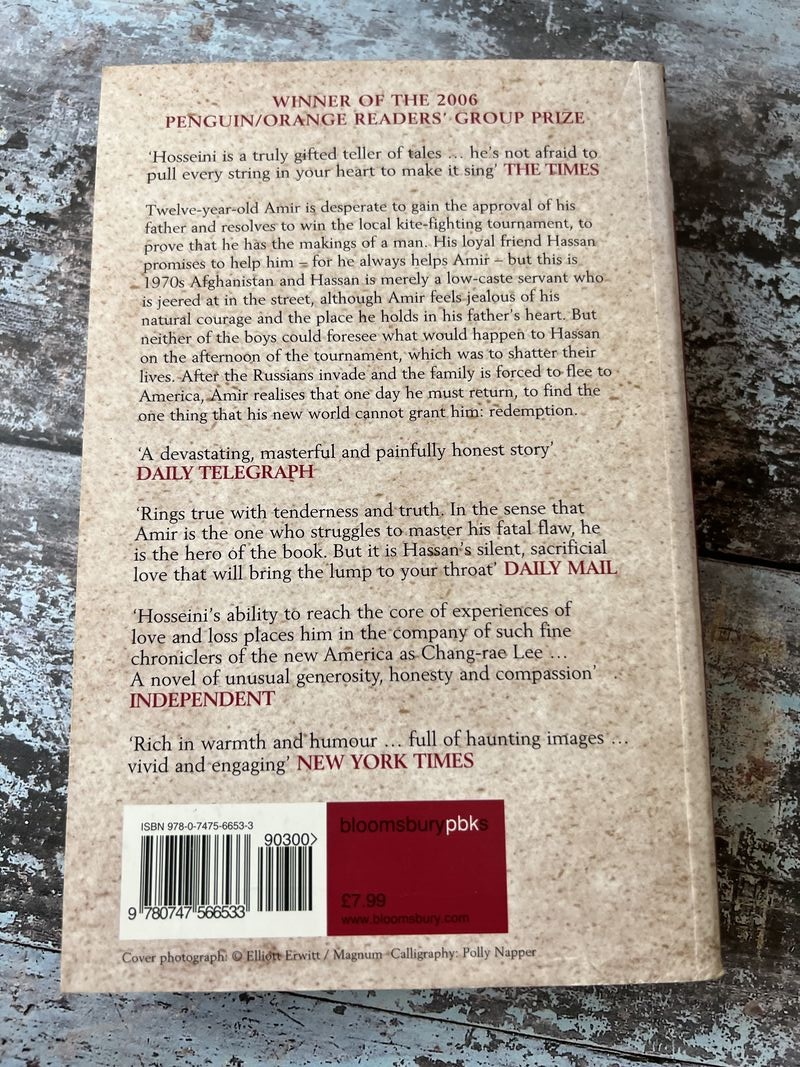 WINNER OF THE 2006
PENGUIN/ORANGE READERS' GROUP PRIZE
'Hosseini is a truly gifted teller of tales ... he's not afraid to
pull every string in your heart to make it sing' THE TIMES
Twelve-year-old Amir is desperate to gain the approval of his
father and resolves to win the local kite-fighting tournament, to
prove that he has the makings of a man. His loyal friend Hassan
promises to help him – for he always helps Amir – but this is
1970s Afghanistan and Hassan is merely a low-caste servant who
is jeered at in the street, although Amir feels jealous of his
natural courage and the place he holds in his father's heart. But
neither of the boys could foresee what would happen to Hassan
on the afternoon of the tournament, which was to shatter their
lives. After the Russians invade and the family is forced to flee to
America, Amir realises that one day he must return, to find the
one thing that his new world cannot grant him: redemption.
'A devastating, masterful and painfully honest story'
DAILY TELEGRAPH
'Rings true with tenderness and truth. In the sense that
Amir is the one who struggles to master his fatal flaw, he
is the hero of the book. But it is Hassan's silent, sacrificial
love that will bring the lump to your throat' DAILY MAIL
'Hosseini's ability to reach the core of experiences of
love and loss places him in the company of such fine
chroniclers of the new America as Chang-rae Lee ...
A novel of unusual generosity, honesty and compassion'
INDEPENDENT
'Rich in warmth and humour ... full of haunting images ...
vivid and engaging' NEW YORK TIMES
ISBN 978-0-7475-6653-3
90300>
9 780747 566533
bloomsburypbks
£7.99
www.bloomsbury.com
Cover photograph: © Elliott Erwitt / Magnum Calligraphy: Polly Napper